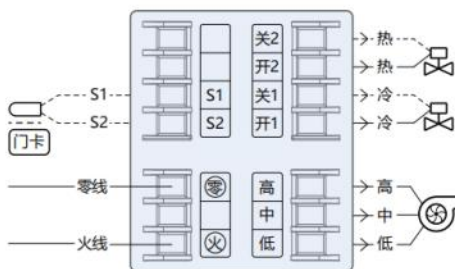 关2 热
开2 热
S1 S1 关1 冷
S2 S2 开1 冷
门卡
零线 零 高 高
中 中
火线 火 低 低